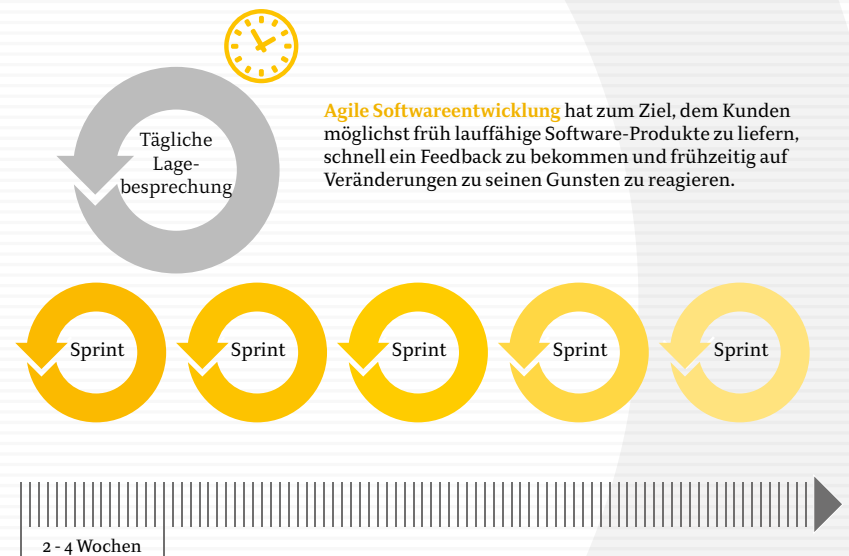 Tägliche
Lage-
besprechung
Agile Softwareentwicklung hat zum Ziel, dem Kunden
möglichst früh lauffähige Software-Produkte zu liefern,
schnell ein Feedback zu bekommen und frühzeitig auf
Veränderungen zu seinen Gunsten zu reagieren.
Sprint
Sprint
Sprint
Sprint
Sprint
2 - 4 Wochen